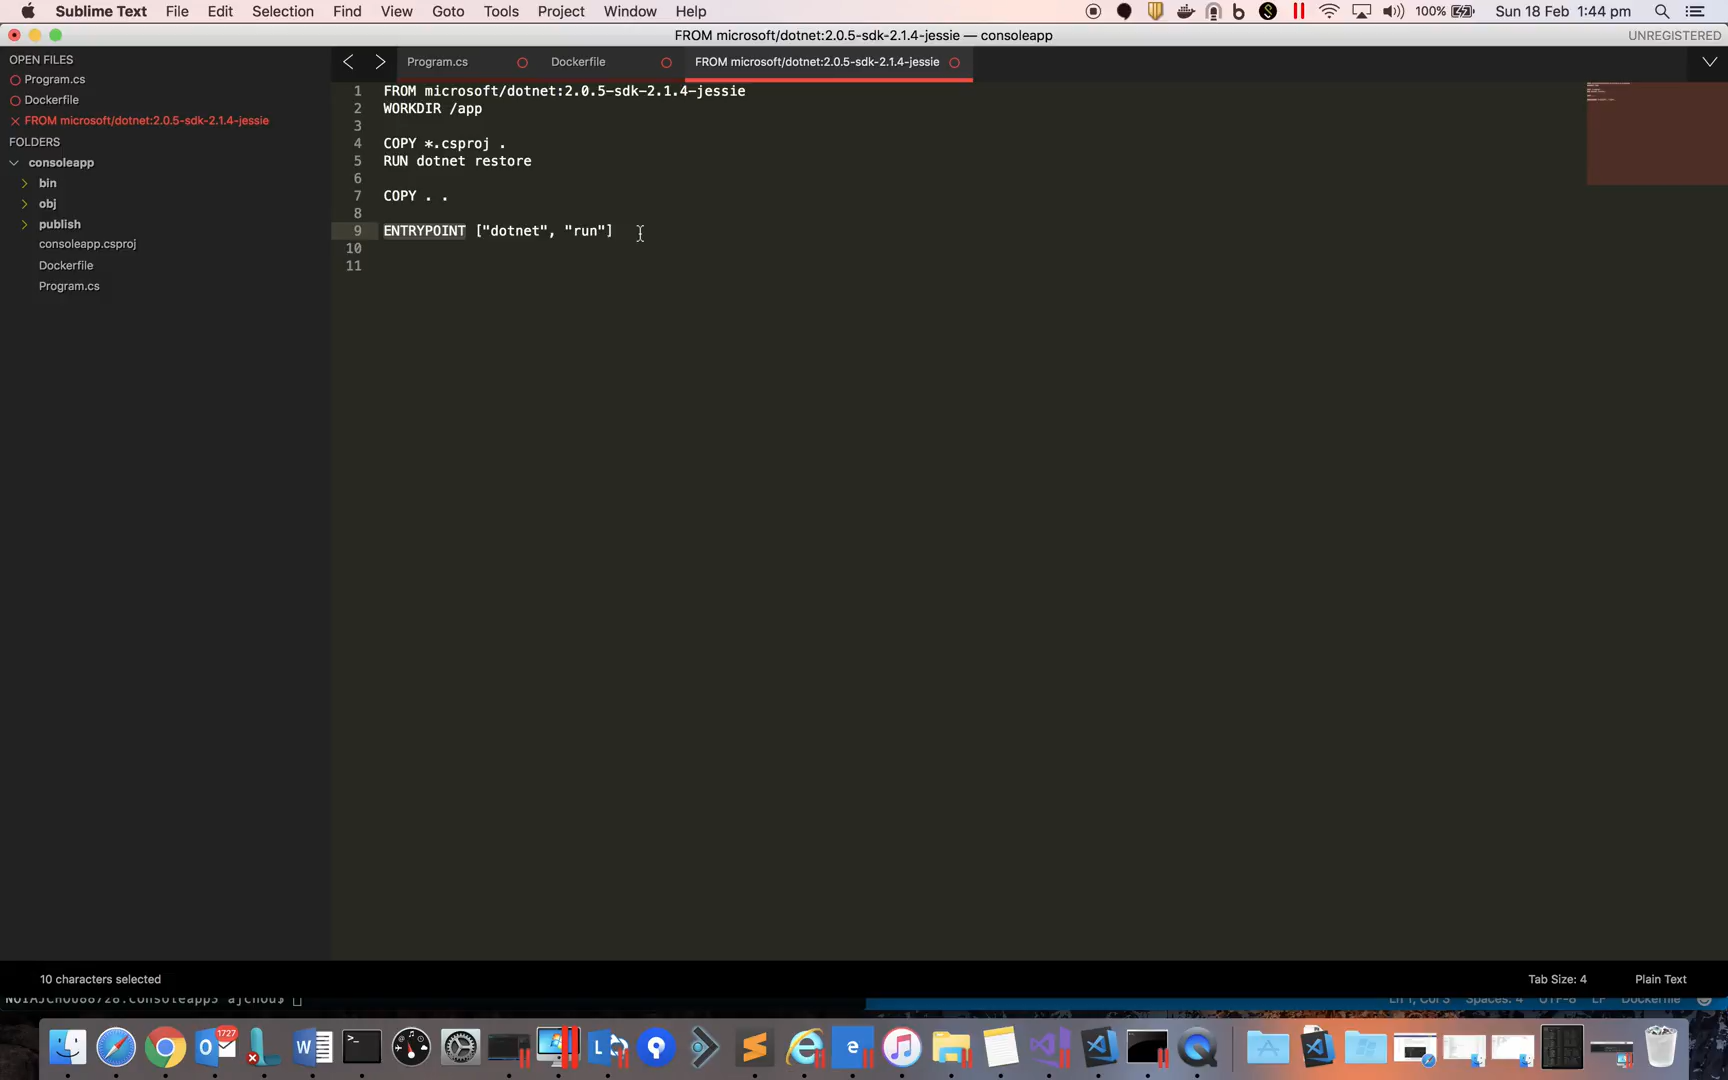 Sublime Text File Edit Selection Find View Goto Tools Project Window Help 100% Sun 18 Feb 1:44 pm
FROM microsoft/dotnet:2.0.5-sdk-2.1.4-jessie — consoleapp UNREGISTERED
OPEN FILES
Program.cs
Dockerfile
FROM microsoft/dotnet:2.0.5-sdk-2.1.4-jessie
FOLDERS
consoleapp
bin
obj
publish
consoleapp.csproj
Dockerfile
Program.cs
Program.cs Dockerfile FROM microsoft/dotnet:2.0.5-sdk-2.1.4-jessie
1 FROM microsoft/dotnet:2.0.5-sdk-2.1.4-jessie
2 WORKDIR /app
3
4 COPY *.csproj .
5 RUN dotnet restore
6
7 COPY . .
8
9 ENTRYPOINT ["dotnet", "run"]
10
11
10 characters selected Tab Size: 4 Plain Text
1727